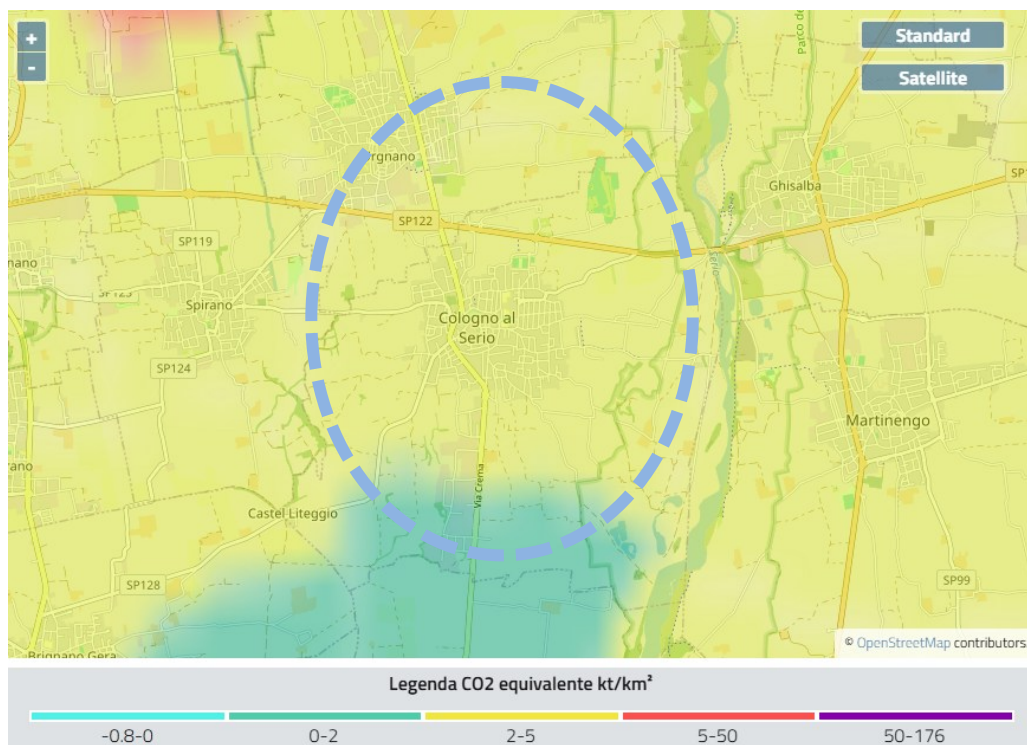 +
-
Standard
Satellite
Parco de
rgnano
Ghisalba
SP122
SP1
SP119
nano
SP123
Spirano
Serio
Cologno al
Serio
SP124
Martinengo
rano
Via Crema
Castel Liteggio
SP128
SP99
Brignano Gera
© OpenStreetMap contributors
Legenda CO2 equivalente kt/km²
-0.8-0
0-2
2-5
5-50
50-176